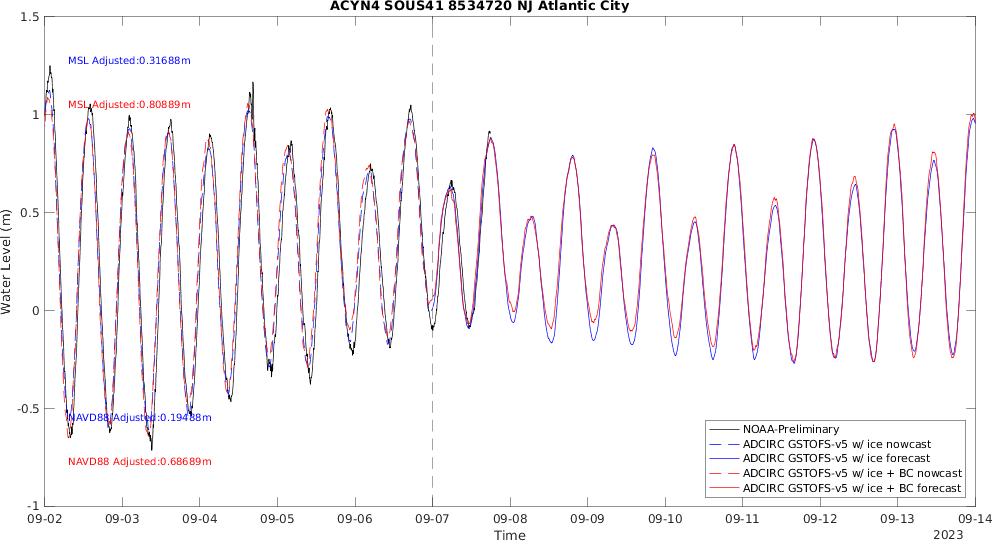 ACYN4 SOUS41 8534720 NJ Atlantic City
1.5
1
0.5
0
-0.5
-1
Water Level (m)
MSL Adjusted:0.31688m
MSL Adjusted:0.80889m
NAVD88 Adjusted:0.19488m
NAVD88 Adjusted:0.68689m
NOAA-Preliminary
ADCIRC GSTOFS-v5 w/ ice nowcast
ADCIRC GSTOFS-v5 w/ ice forecast
ADCIRC GSTOFS-v5 w/ ice + BC nowcast
ADCIRC GSTOFS-v5 w/ ice + BC forecast
09-02 09-03 09-04 09-05 09-06 09-07 09-08 09-09 09-10 09-11 09-12 09-13 09-14
Time
2023